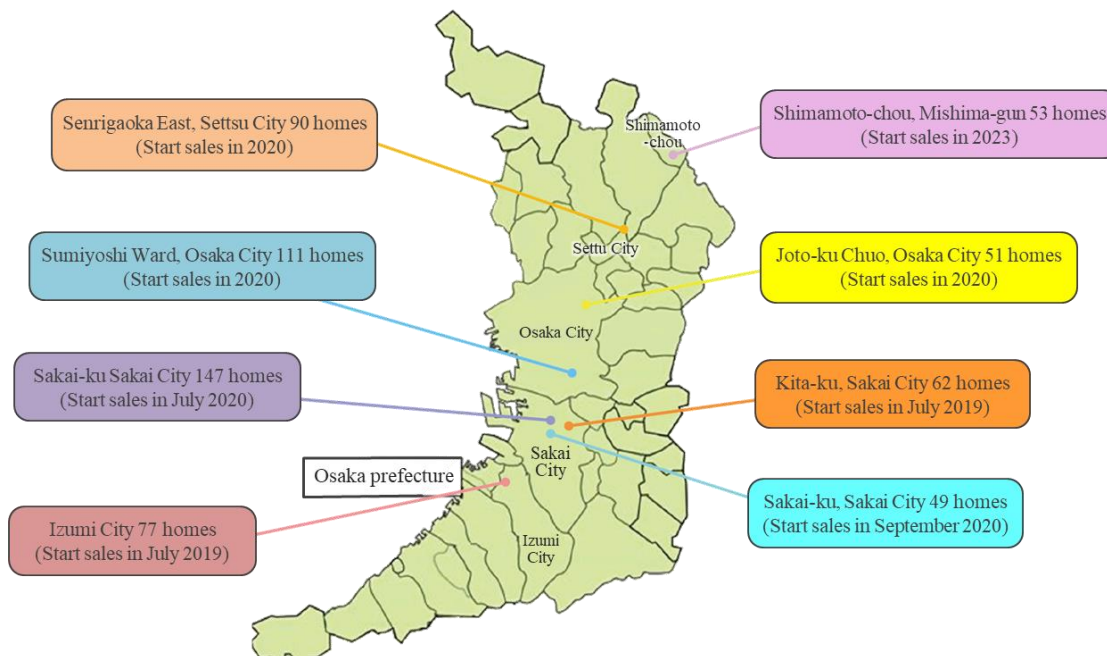 Senrigaoka East, Settsu City 90 homes
(Start sales in 2020)
Shimamoto-chou, Mishima-gun 53 homes
(Start sales in 2023)
Shimamoto
-chou
Sumiyoshi Ward, Osaka City 111 homes
(Start sales in 2020)
Settu City
Joto-ku Chuo, Osaka City 51 homes
(Start sales in 2020)
Osaka City
Sakai-ku Sakai City 147 homes
(Start sales in July 2020)
Kita-ku, Sakai City 62 homes
(Start sales in July 2019)
Sakai
City
Osaka prefecture
Izumi City 77 homes
(Start sales in July 2019)
Izumi
City
Sakai-ku, Sakai City 49 homes
(Start sales in September 2020)